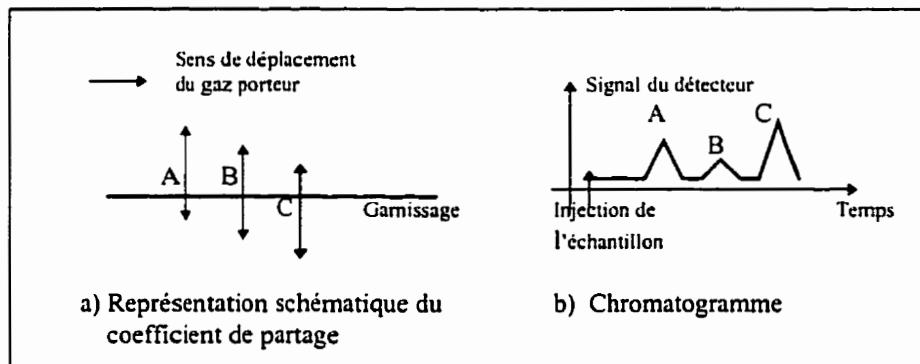 Sens de déplacement
du gaz porteur
A
B
C
Garnissage
a) Représentation schématique du
coefficient de partage
Signal du détecteur
A
B
C
Injection de
l'échantillon
Temps
b) Chromatogramme